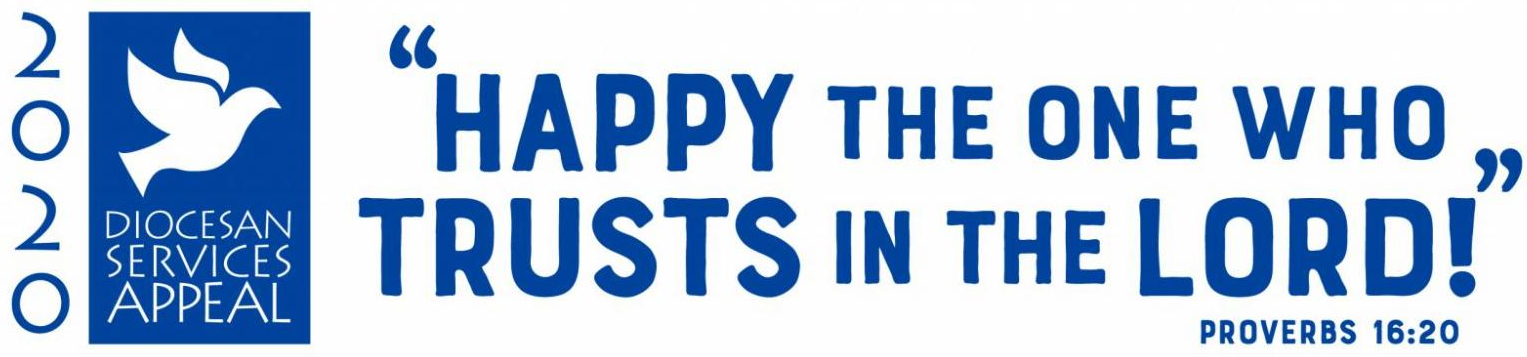 2020
DIOCESAN
SERVICES
APPEAL
“HAPPY THE ONE WHO
TRUSTS IN THE LORD!”
PROVERBS 16:20